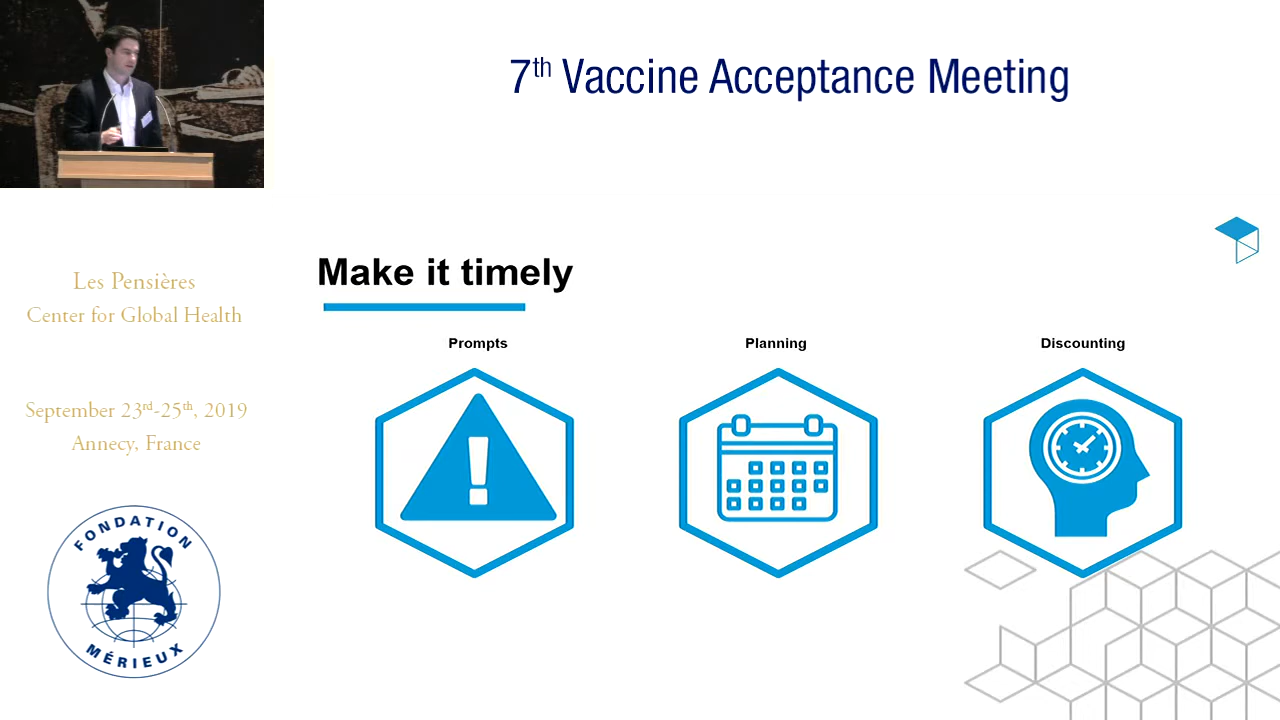 7th Vaccine Acceptance Meeting
Les Pensières
Center for Global Health
September 23rd-25th, 2019
Annecy, France
FONDATION
MÉRIEUX
Make it timely
Prompts
Planning
Discounting